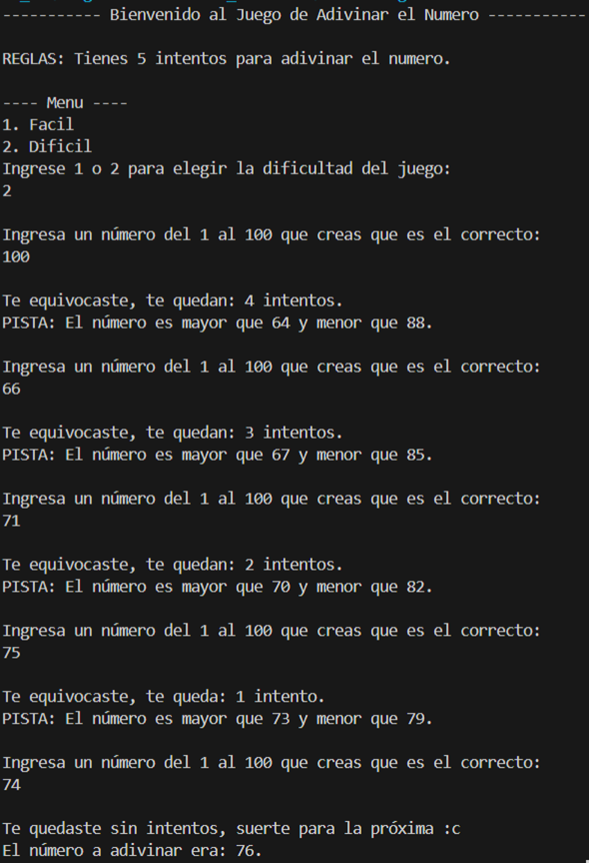 ----------- Bienvenido al Juego de Adivinar el Numero -----------
REGLAS: Tienes 5 intentos para adivinar el numero.
---- Menu ----
1. Facil
2. Dificil
Ingrese 1 o 2 para elegir la dificultad del juego:
2
Ingresa un número del 1 al 100 que creas que es el correcto:
100
Te equivocaste, te quedan: 4 intentos.
PISTA: El número es mayor que 64 y menor que 88.
Ingresa un número del 1 al 100 que creas que es el correcto:
66
Te equivocaste, te quedan: 3 intentos.
PISTA: El número es mayor que 67 y menor que 85.
Ingresa un número del 1 al 100 que creas que es el correcto:
71
Te equivocaste, te quedan: 2 intentos.
PISTA: El número es mayor que 70 y menor que 82.
Ingresa un número del 1 al 100 que creas que es el correcto:
75
Te equivocaste, te queda: 1 intento.
PISTA: El número es mayor que 73 y menor que 79.
Ingresa un número del 1 al 100 que creas que es el correcto:
74
Te quedaste sin intentos, suerte para la próxima :c
El número a adivinar era: 76.